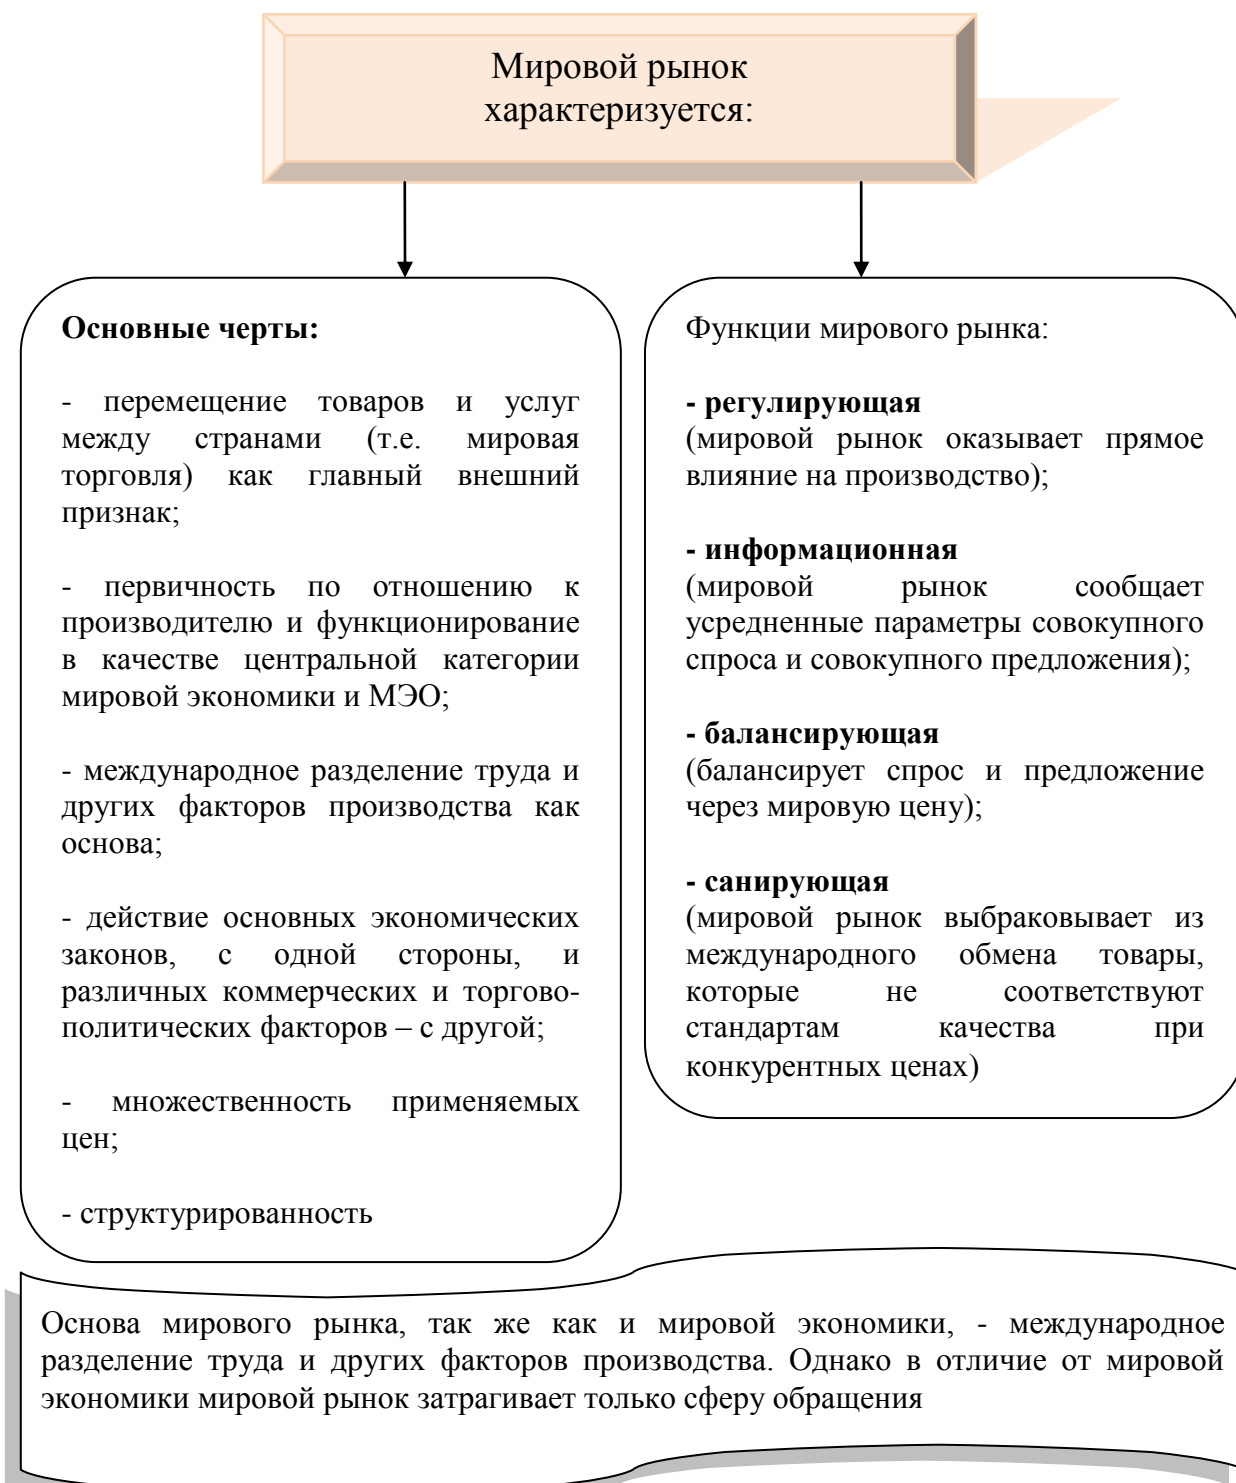 Мировой рынок
характеризуется:
Основные черты:
- перемещение товаров и услуг
между странами (т.е. мировая
торговля) как главный внешний
признак;
- первичность по отношению к
производителю и функционирование
в качестве центральной категории
мировой экономики и МЭО;
- международное разделение труда и
других факторов производства как
основа;
- действие основных экономических
законов, с одной стороны, и
различных коммерческих и торгово-
политических факторов – с другой;
- множественность применяемых
цен;
- структурированность
Функции мирового рынка:
- регулирующая
(мировой рынок оказывает прямое
влияние на производство);
- информационная
(мировой рынок сообщает
усредненные параметры совокупного
спроса и совокупного предложения);
- балансирующая
(балансирует спрос и предложение
через мировую цену);
- санирующая
(мировой рынок выбраковывает из
международного обмена товары,
которые не соответствуют
стандартам качества при
конкурентных ценах)
Основа мирового рынка, так же как и мировой экономики, - международное
разделение труда и других факторов производства. Однако в отличие от мировой
экономики мировой рынок затрагивает только сферу обращения